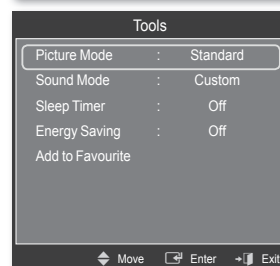 Tools
Picture Mode : Standard
Sound Mode : Custom
Sleep Timer : Off
Energy Saving : Off
Add to Favourite
Move Enter Exit